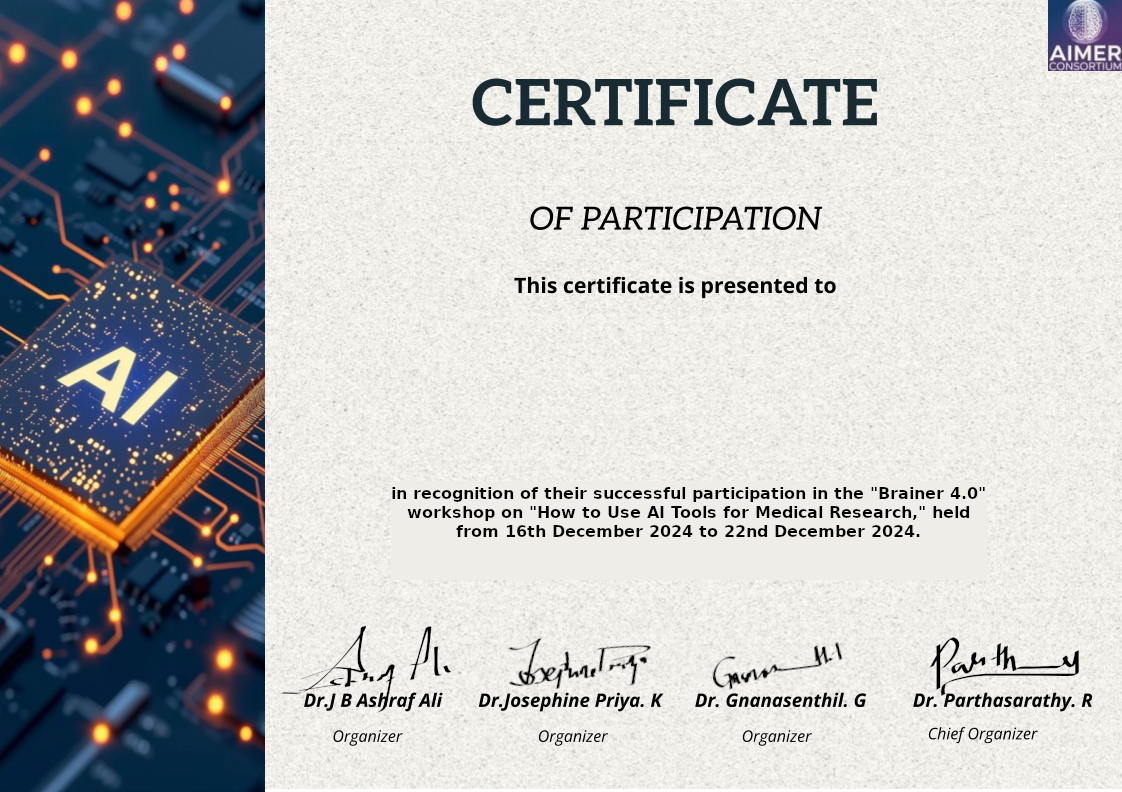 AIMER
CONSORTIUM
CERTIFICATE
OF PARTICIPATION
This certificate is presented to
AI
in recognition of their successful participation in the "Brainer 4.0"
workshop on "How to Use AI Tools for Medical Research," held
from 16th December 2024 to 22nd December 2024.
Dr.J B Ashraf Ali
Dr.Josephine Priya. K
Dr. Gnanasenthil. G
Dr. Parthasarathy. R
Organizer
Organizer
Organizer
Chief Organizer